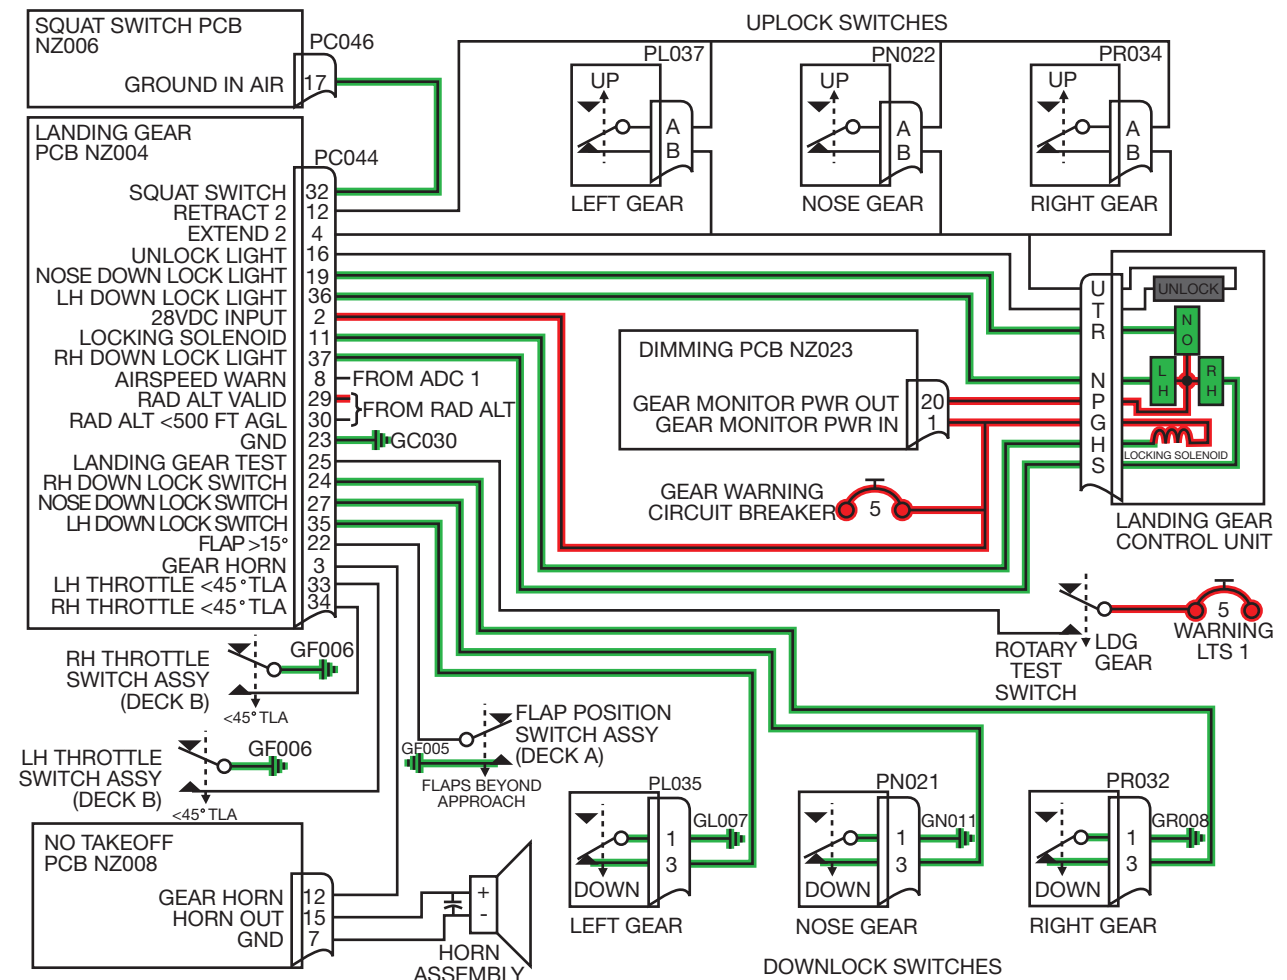 SQUAT SWITCH PCB
NZ006
PC046
GROUND IN AIR
17
UPLOCK SWITCHES
PL037
UP
A
B
LEFT GEAR
PN022
UP
A
B
NOSE GEAR
PR034
UP
A
B
RIGHT GEAR
LANDING GEAR
PCB NZ004
PC044
SQUAT SWITCH 32
RETRACT 2 12
EXTEND 2 4
UNLOCK LIGHT 16
NOSE DOWN LOCK LIGHT 19
LH DOWN LOCK LIGHT 36
28VDC INPUT 2
LOCKING SOLENOID 11
RH DOWN LOCK LIGHT 37
AIRSPEED WARN 8 FROM ADC 1
RAD ALT VALID 29
FROM RAD ALT
RAD ALT <500 FT AGL 30
GND 23 GC030
LANDING GEAR TEST 25
RH DOWN LOCK SWITCH 24
NOSE DOWN LOCK SWITCH 27
LH DOWN LOCK SWITCH 35
FLAP >15° 22
GEAR HORN 3
LH THROTTLE <45° TLA 33
RH THROTTLE <45° TLA 34
DIMMING PCB NZ023
GEAR MONITOR PWR OUT 20
GEAR MONITOR PWR IN 1
GEAR WARNING
CIRCUIT BREAKER
5
U
T
R
N
P
G
H
S
UNLOCK
N
O
L
H
R
H
LOCKING SOLENOID
LANDING GEAR
CONTROL UNIT
ROTARY
TEST
SWITCH
LDG
GEAR
5
WARNING
LTS 1
RH THROTTLE
SWITCH ASSY
(DECK B)
GF006
<45° TLA
LH THROTTLE
SWITCH ASSY
(DECK B)
GF006
<45° TLA
FLAP POSITION
SWITCH ASSY
(DECK A)
GF005
FLAPS BEYOND
APPROACH
NO TAKEOFF
PCB NZ008
GEAR HORN 12
HORN OUT 15
GND 7
+
-
HORN
ASSEMBLY
PL035
1
3
GL007
DOWN
LEFT GEAR
PN021
1
3
GN011
DOWN
NOSE GEAR
PR032
1
3
GR008
DOWN
RIGHT GEAR
DOWNLOCK SWITCHES